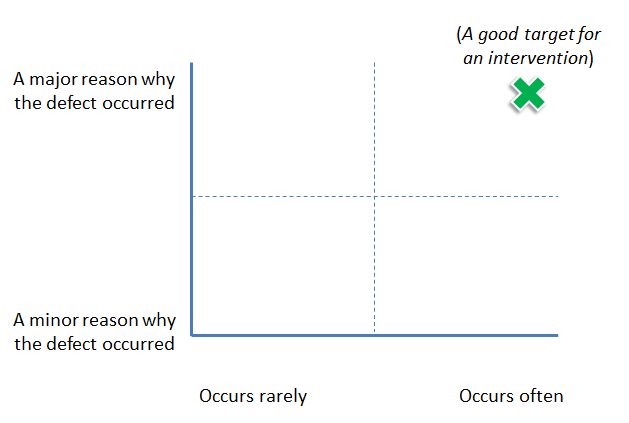 (A good target for
an intervention)
A major reason why
the defect occurred
A minor reason why
the defect occurred
Occurs rarely
Occurs often